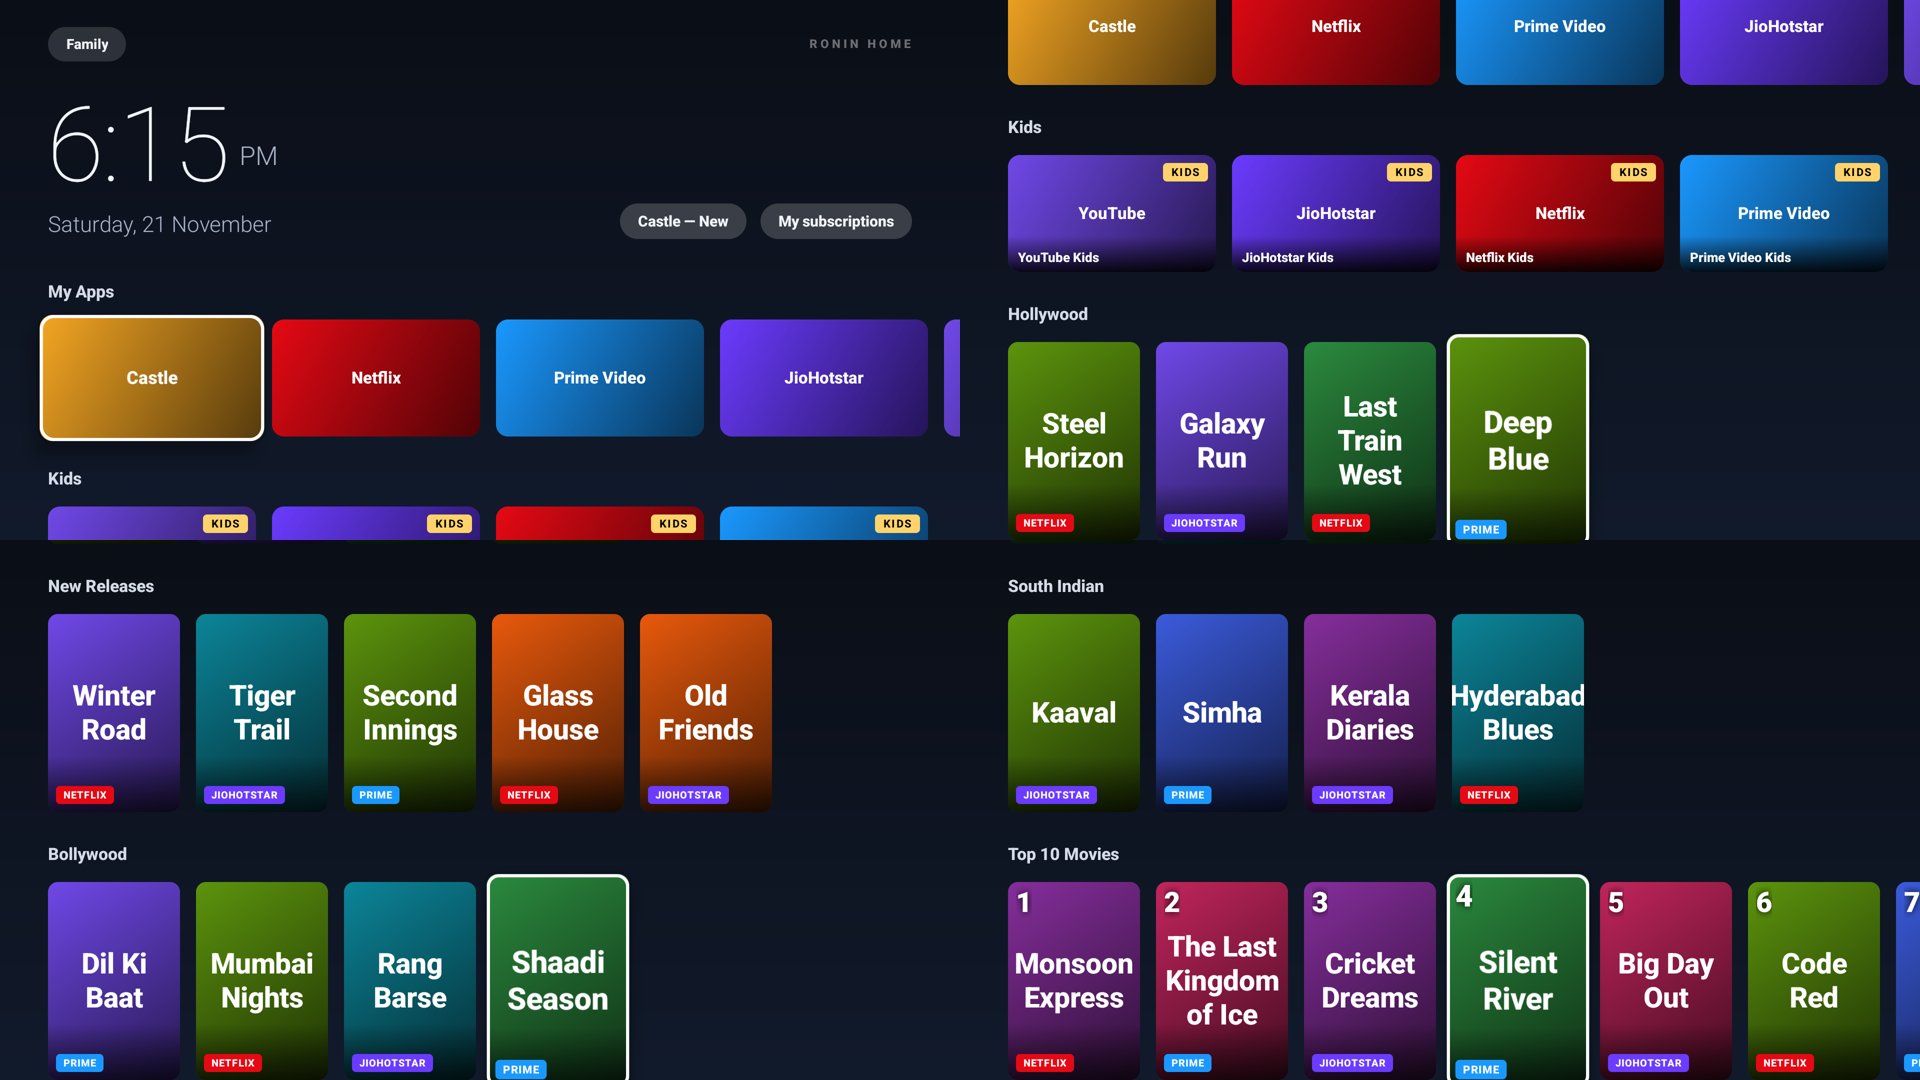 Family
RONIN HOME
6:15 PM
Saturday, 21 November
Castle — New
My subscriptions
My Apps
Castle
Netflix
Prime Video
JioHotstar
Kids
KIDS
KIDS
KIDS
KIDS
Castle
Netflix
Prime Video
JioHotstar
Kids
KIDS
YouTube
YouTube Kids
KIDS
JioHotstar
JioHotstar Kids
KIDS
Netflix
Netflix Kids
KIDS
Prime Video
Prime Video Kids
Hollywood
Steel
Horizon
NETFLIX
Galaxy
Run
JIOHOTSTAR
Last
Train
West
NETFLIX
Deep
Blue
PRIME
New Releases
Winter
Road
NETFLIX
Tiger
Trail
JIOHOTSTAR
Second
Innings
PRIME
Glass
House
NETFLIX
Old
Friends
JIOHOTSTAR
Bollywood
Dil Ki
Baat
PRIME
Mumbai
Nights
NETFLIX
Rang
Barse
JIOHOTSTAR
Shaadi
Season
PRIME
South Indian
Kaaval
JIOHOTSTAR
Simha
PRIME
Kerala
Diaries
JIOHOTSTAR
Hyderabad
Blues
NETFLIX
Top 10 Movies
1
Monsoon
Express
NETFLIX
2
The Last
Kingdom
of Ice
PRIME
3
Cricket
Dreams
JIOHOTSTAR
4
Silent
River
PRIME
5
Big Day
Out
JIOHOTSTAR
6
Code
Red
NETFLIX
7